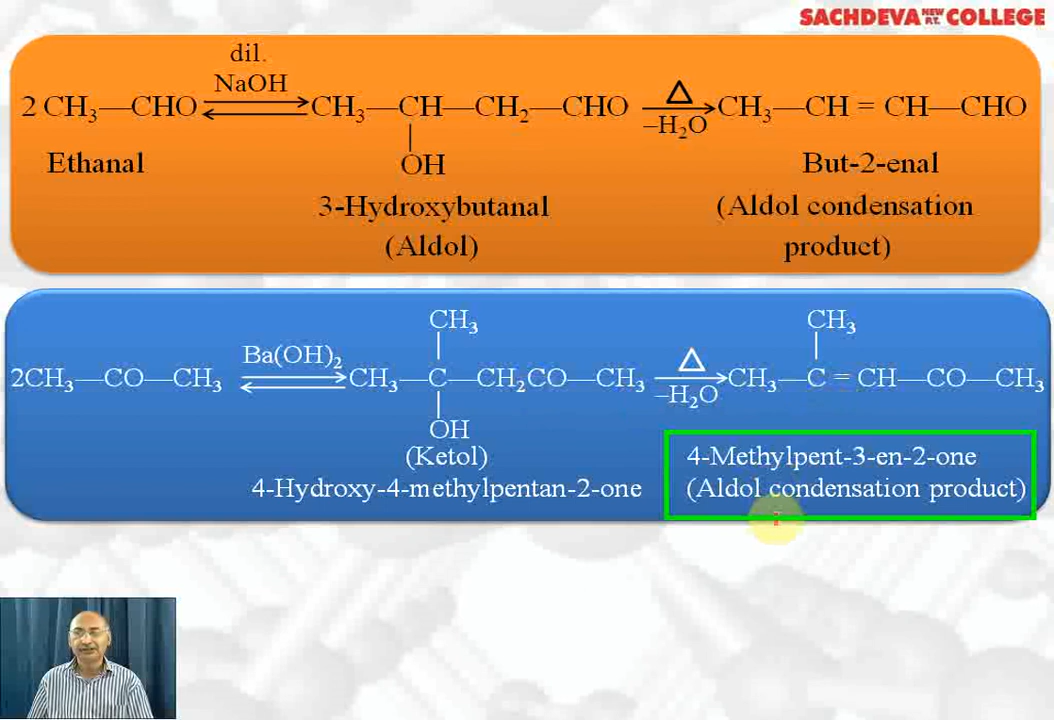 SACHDEVA NEW P.T. COLLEGE
dil.
NaOH
2 CH₃—CHO ⇌ CH₃—CH—CH₂—CHO △ → CH₃—CH = CH—CHO
–H₂O
OH
Ethanal
But-2-enal
3-Hydroxybutanal
(Aldol condensation
(Aldol)
product)
CH₃
CH₃
Ba(OH)₂
2CH₃—CO—CH₃ ⇌ CH₃—C—CH₂CO—CH₃ △ → CH₃—C = CH—CO—CH₃
–H₂O
OH
(Ketol)
4-Methylpent-3-en-2-one
4-Hydroxy-4-methylpentan-2-one
(Aldol condensation product)